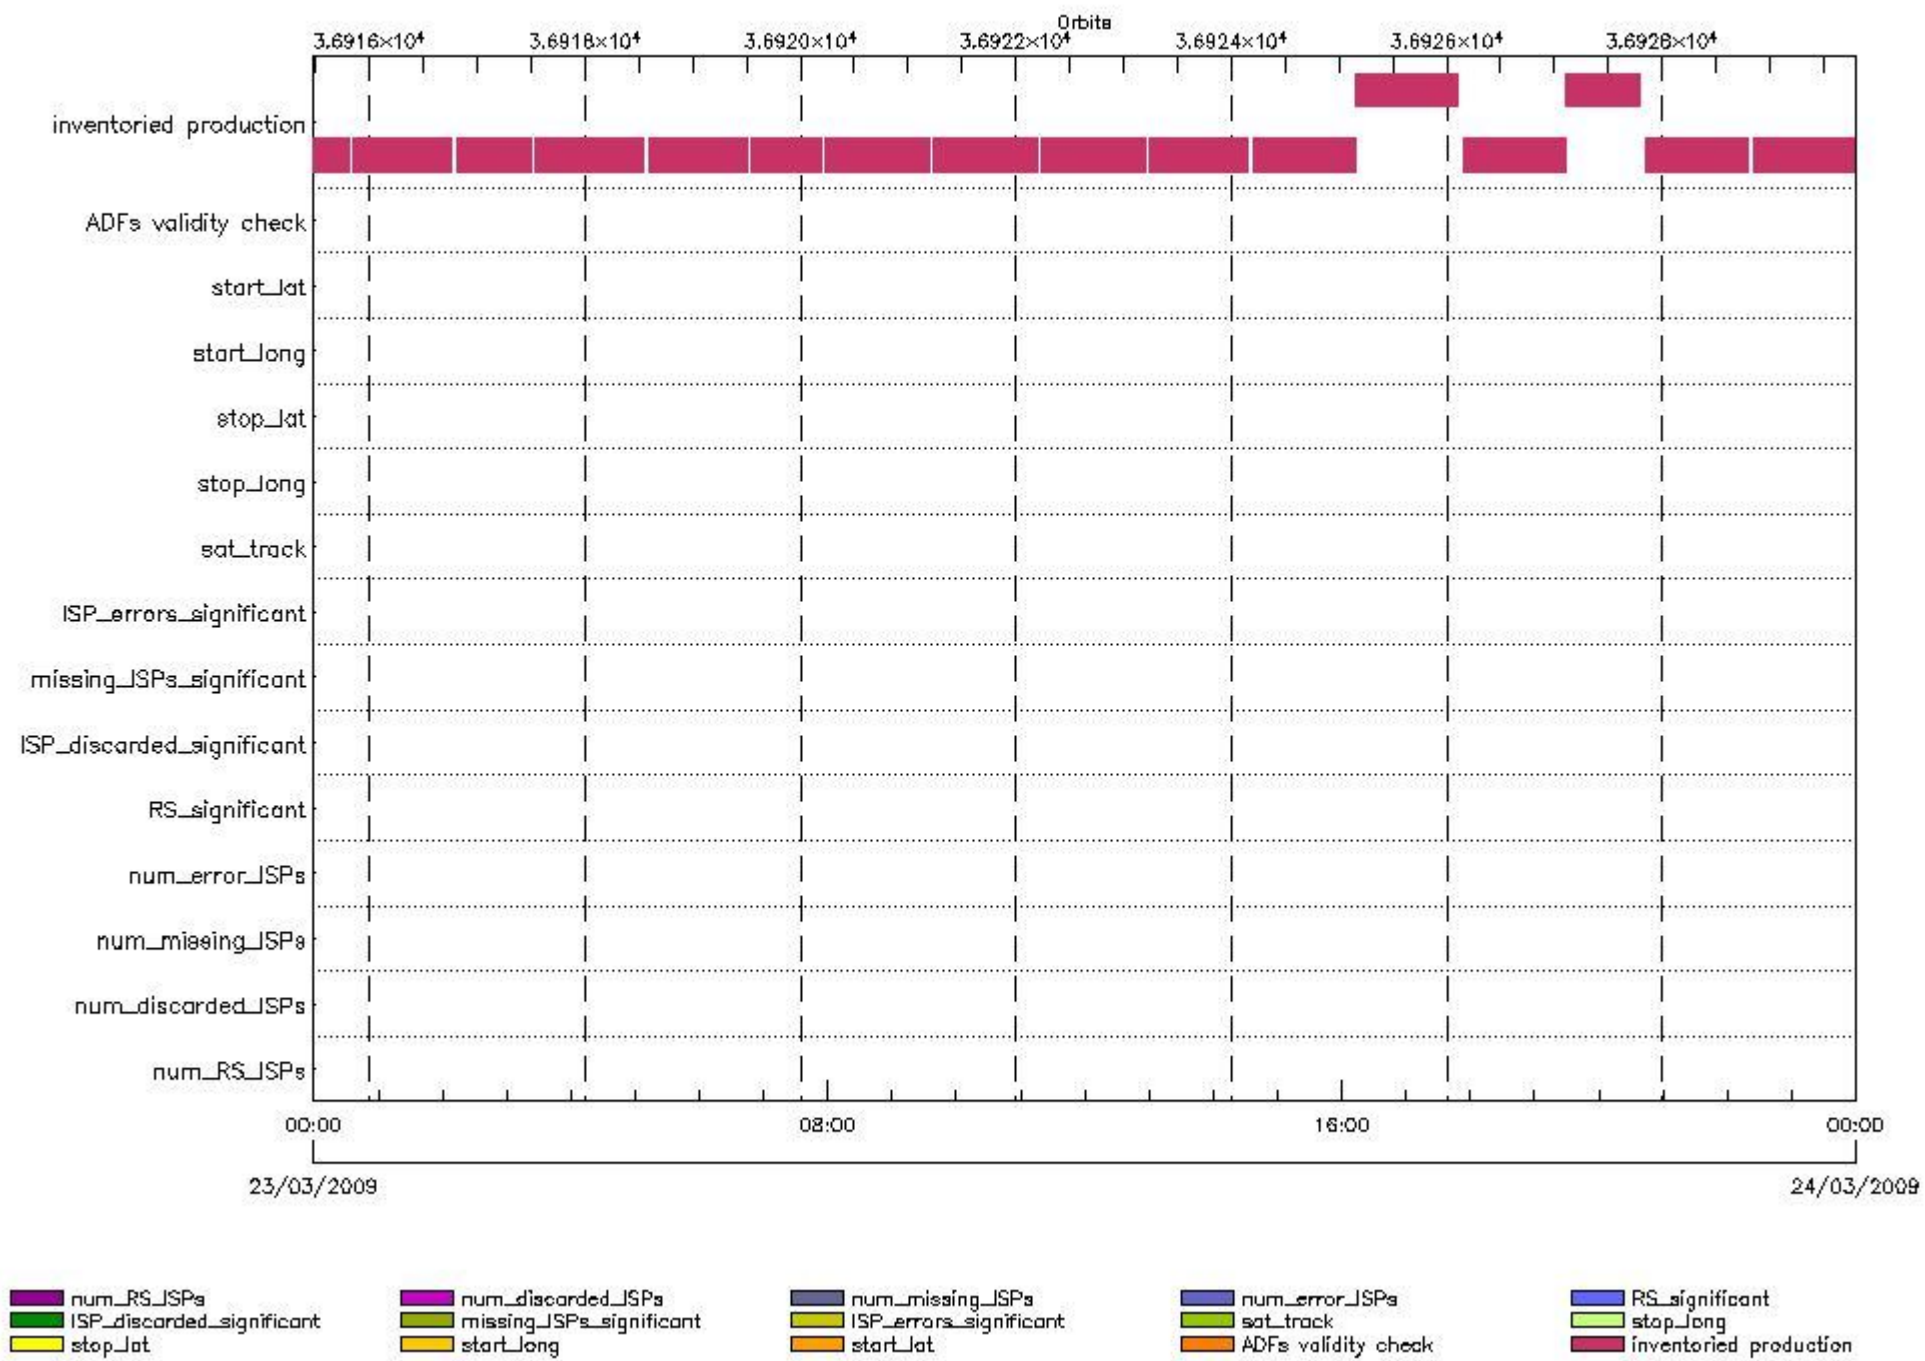 Orbits
3.6916×10⁴ 3.6918×10⁴ 3.6920×10⁴ 3.6922×10⁴ 3.6924×10⁴ 3.6926×10⁴ 3.6928×10⁴
inventoried production
ADFs validity check
start_lat
start_long
stop_lat
stop_long
sat_track
ISP_errors_significant
missing_ISPs_significant
ISP_discarded_significant
RS_significant
num_error_ISPs
num_missing_ISPs
num_discarded_ISPs
num_RS_ISPs
00:00 08:00 16:00 00:00
23/03/2009 24/03/2009
num_RS_ISPs num_discarded_ISPs num_missing_ISPs num_error_ISPs RS_significant
ISP_discarded_significant missing_ISPs_significant ISP_errors_significant sat_track stop_long
stop_lat start_long start_lat ADFs validity check inventoried production